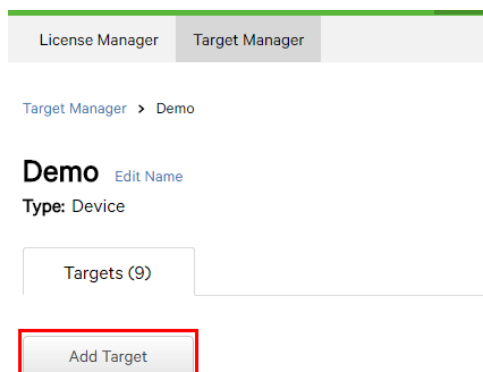 License Manager Target Manager
Target Manager > Demo
Demo Edit Name
Type: Device
Targets (9)
Add Target